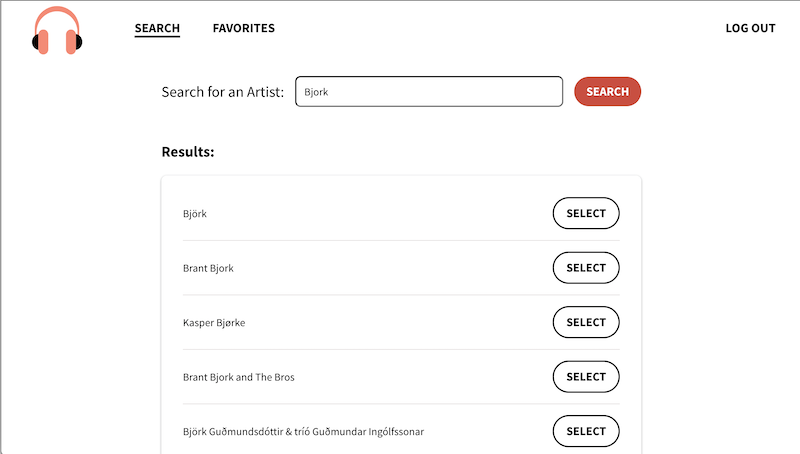 SEARCH FAVORITES LOG OUT
Search for an Artist: Bjork SEARCH
Results:
Björk SELECT
Brant Bjork SELECT
Kasper Bjørke SELECT
Brant Bjork and The Bros SELECT
Björk Guðmundsdóttir & tríó Guðmundar Ingólfssonar SELECT